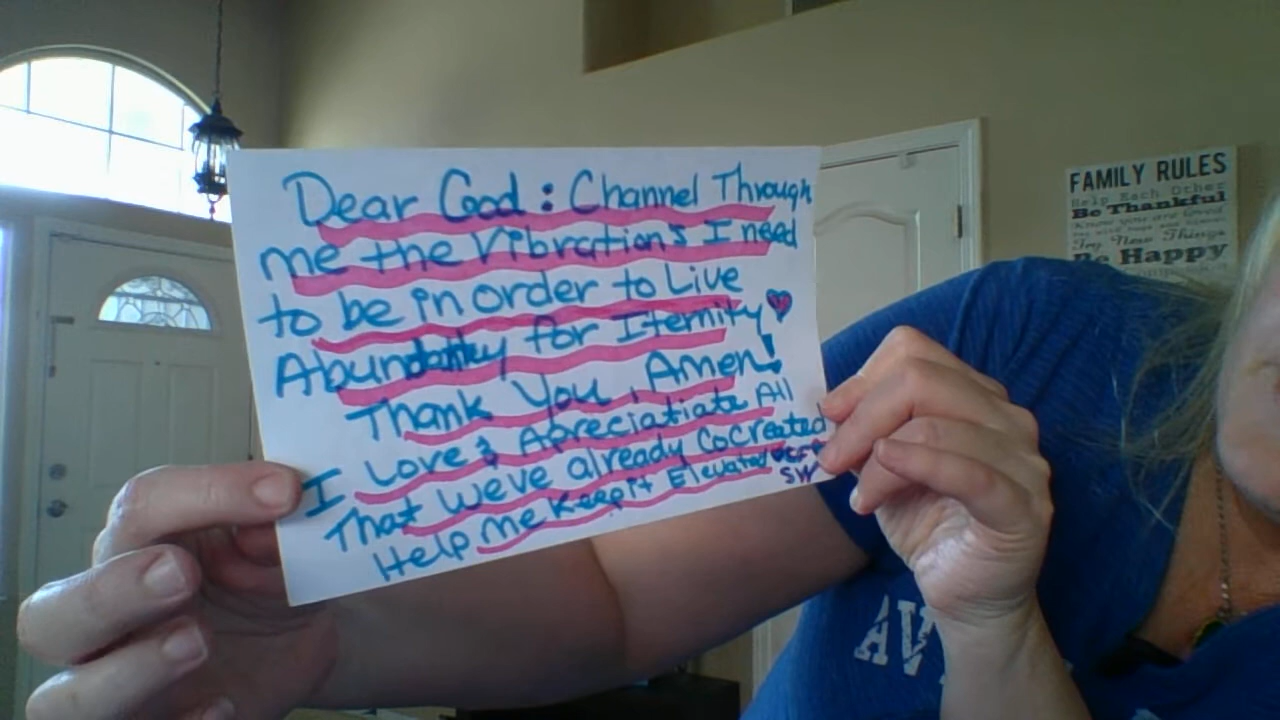 Dear God: Channel Through
me the Vibrations I need
to be in order to Live
Abundantly for Iternity
Thank You, Amen!
I Love & Apreciatiate All
That we've already CoCreated
Help me Keep it Elevated
SW
FAMILY RULES
Help Each Other
Be Thankful
Try New Things
Be Happy
AV